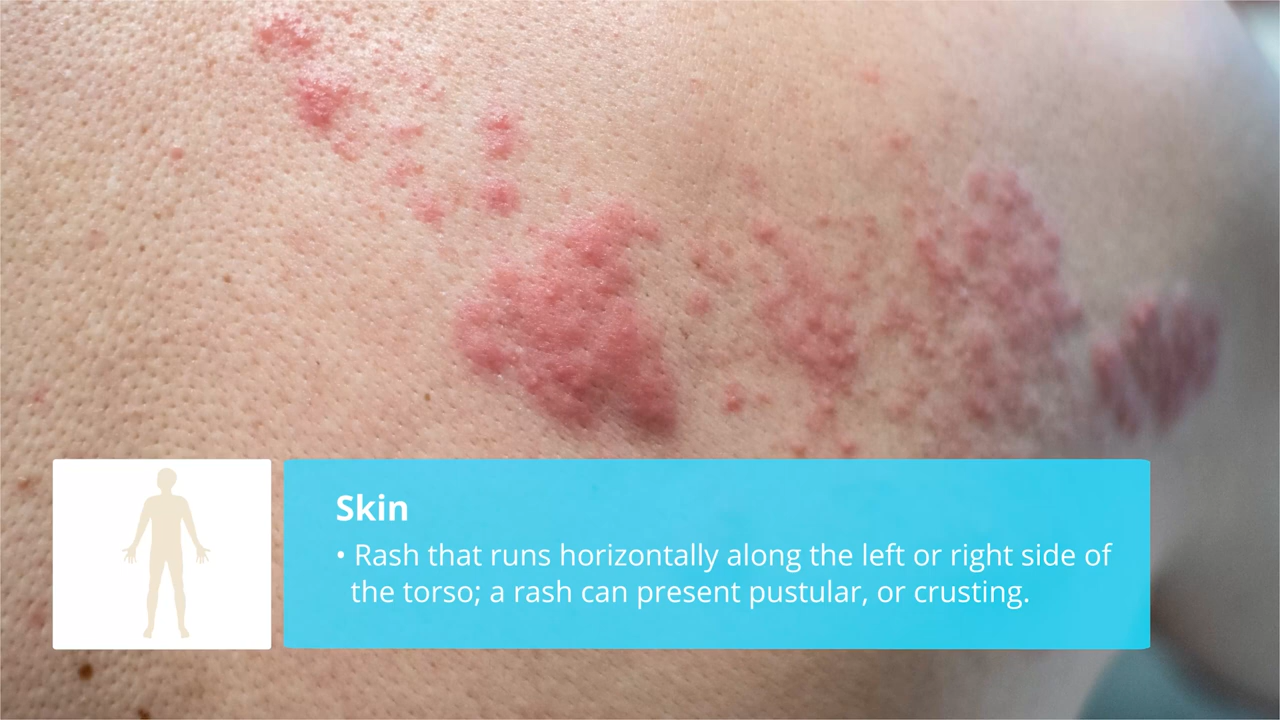 Skin
• Rash that runs horizontally along the left or right side of
the torso; a rash can present pustular, or crusting.